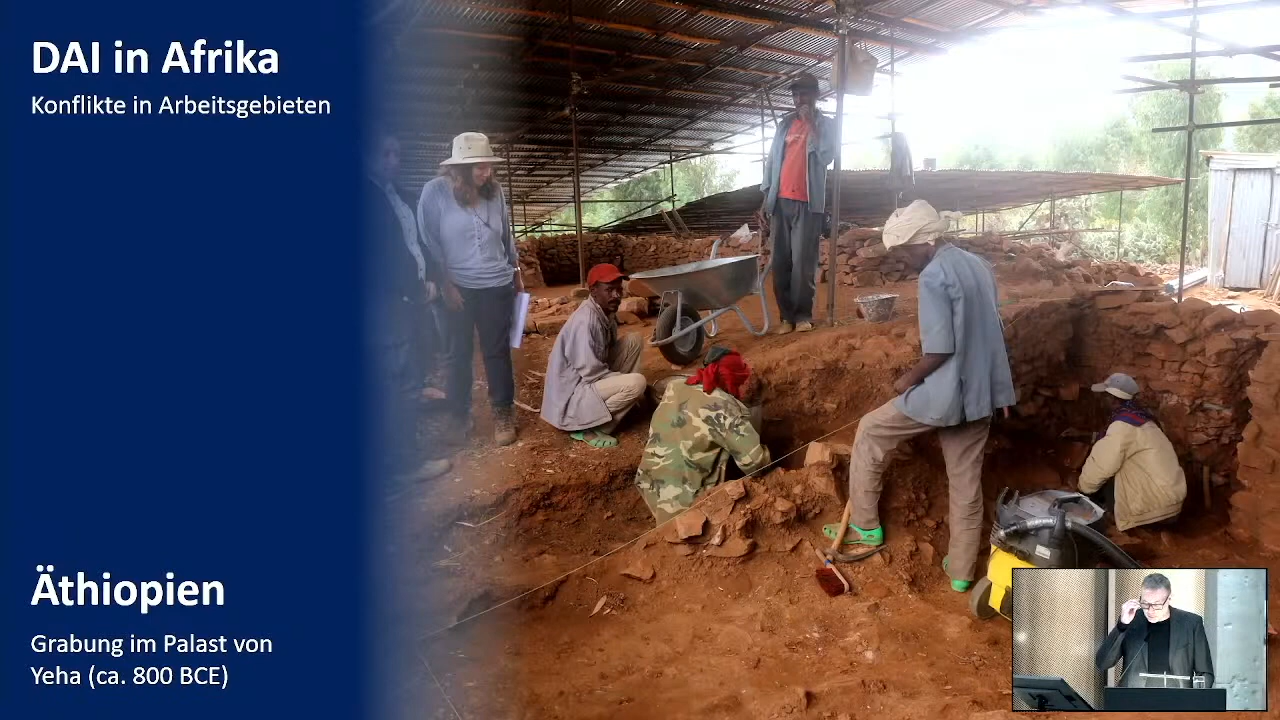 DAI in Afrika
Konflikte in Arbeitsgebieten
Äthiopien
Grabung im Palast von
Yeha (ca. 800 BCE)